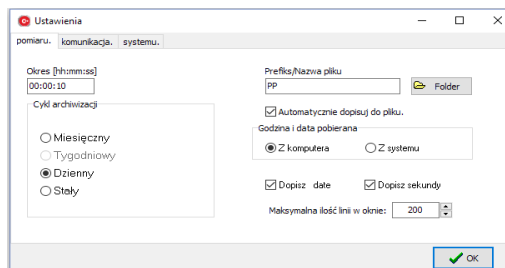 Ustawienia
pomiaru. komunikacja. systemu.
Okres [hh:mm:ss]
00:00:10
Prefiks/Nazwa pliku
PP
Folder
Cykl archiwizacji
Miesięczny
Tygodniowy
Dzienny
Stały
Automatycznie dopisuj do pliku.
Godzina i data pobierana
Z komputera Z systemu
Dopisz date Dopisz sekundy
Maksymalna ilość linii w oknie: 200
OK